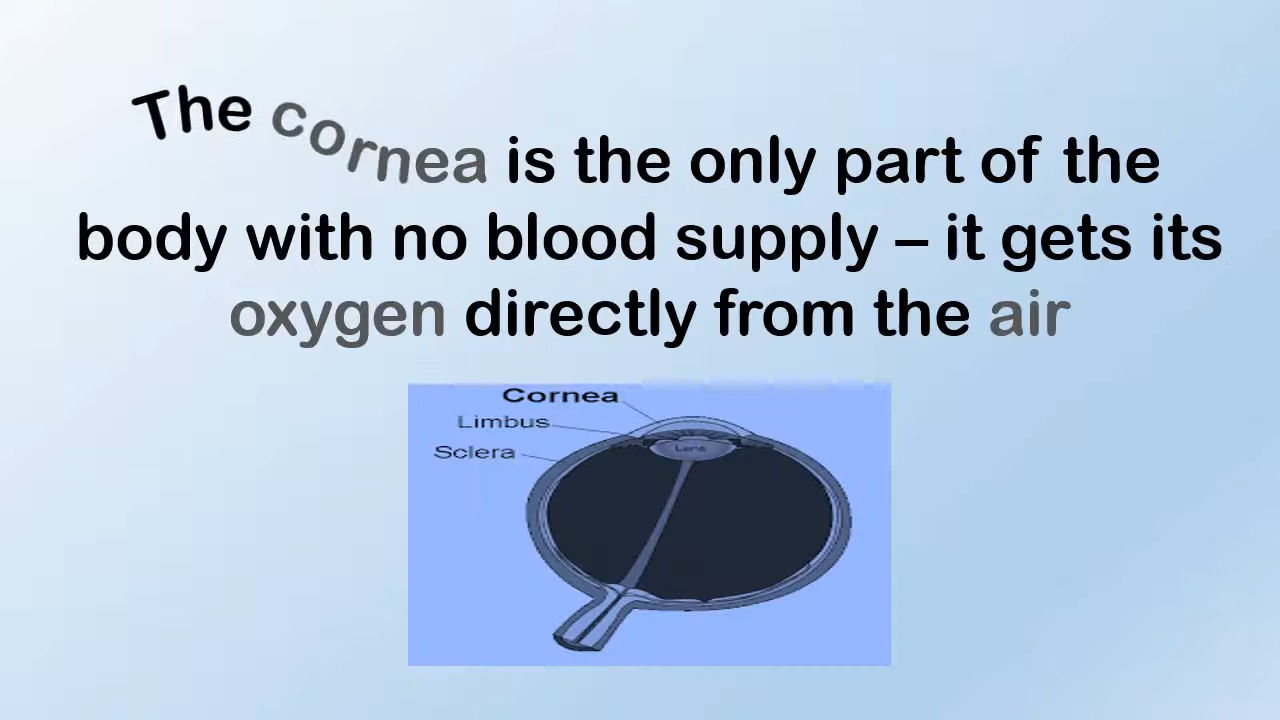 The cornea is the only part of the
body with no blood supply – it gets its
oxygen directly from the air
Cornea
Limbus
Lens
Sclera